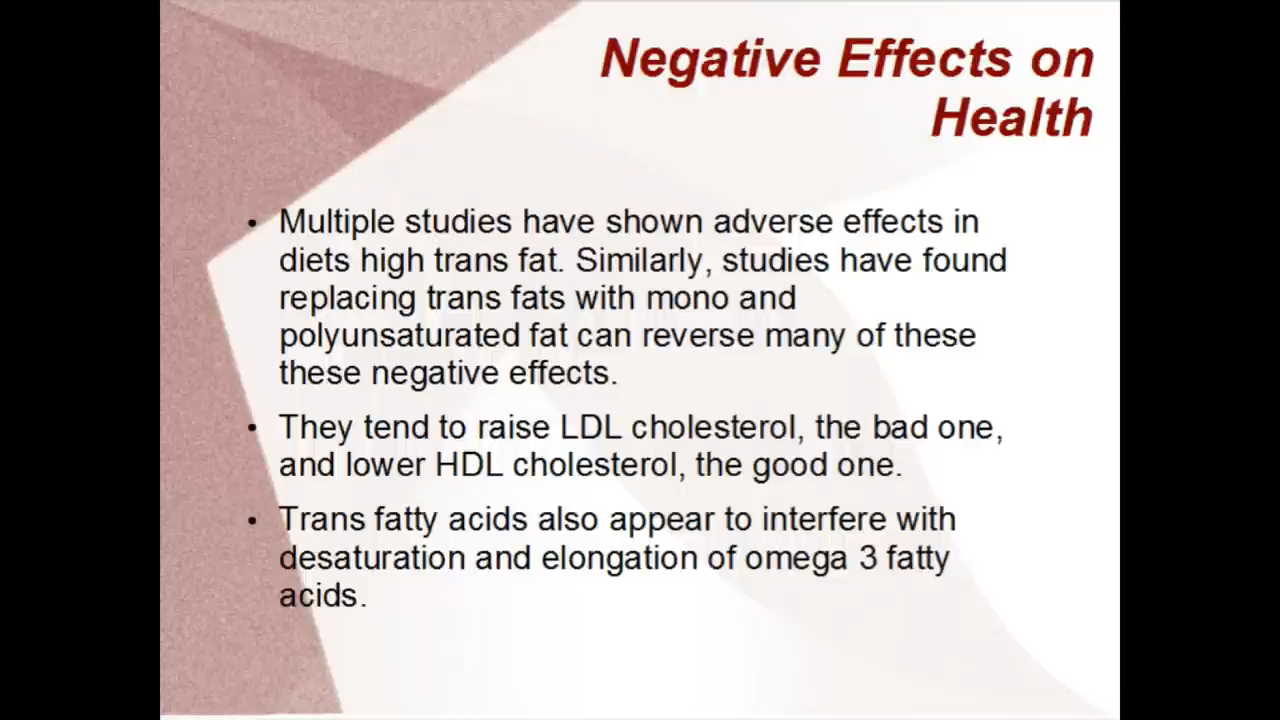 Negative Effects on
Health
• Multiple studies have shown adverse effects in
diets high trans fat. Similarly, studies have found
replacing trans fats with mono and
polyunsaturated fat can reverse many of these
these negative effects.
• They tend to raise LDL cholesterol, the bad one,
and lower HDL cholesterol, the good one.
• Trans fatty acids also appear to interfere with
desaturation and elongation of omega 3 fatty
acids.